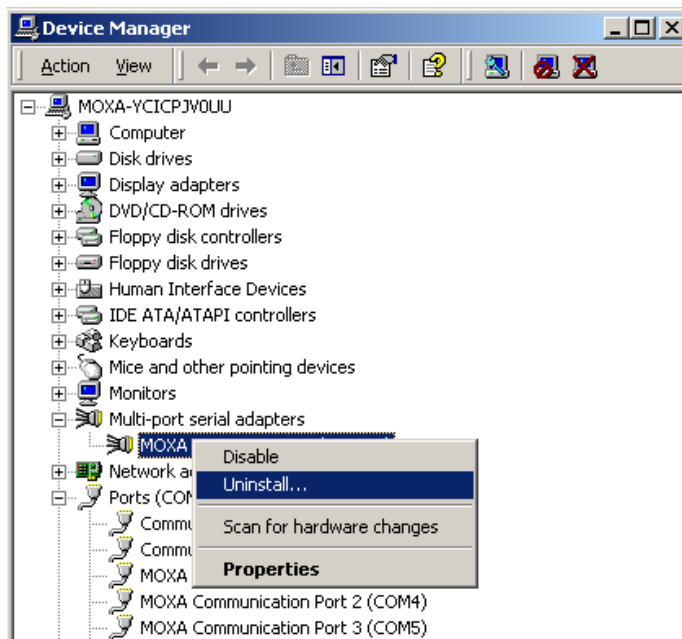 Device Manager
Action View
MOXA-YCICPJV0UU
Computer
Disk drives
Display adapters
DVD/CD-ROM drives
Floppy disk controllers
Floppy disk drives
Human Interface Devices
IDE ATA/ATAPI controllers
Keyboards
Mice and other pointing devices
Monitors
Multi-port serial adapters
MOXA
Disable
Network
Uninstall...
Ports (COM
Scan for hardware changes
Properties
MOXA
MOXA Communication Port 2 (COM4)
MOXA Communication Port 3 (COM5)